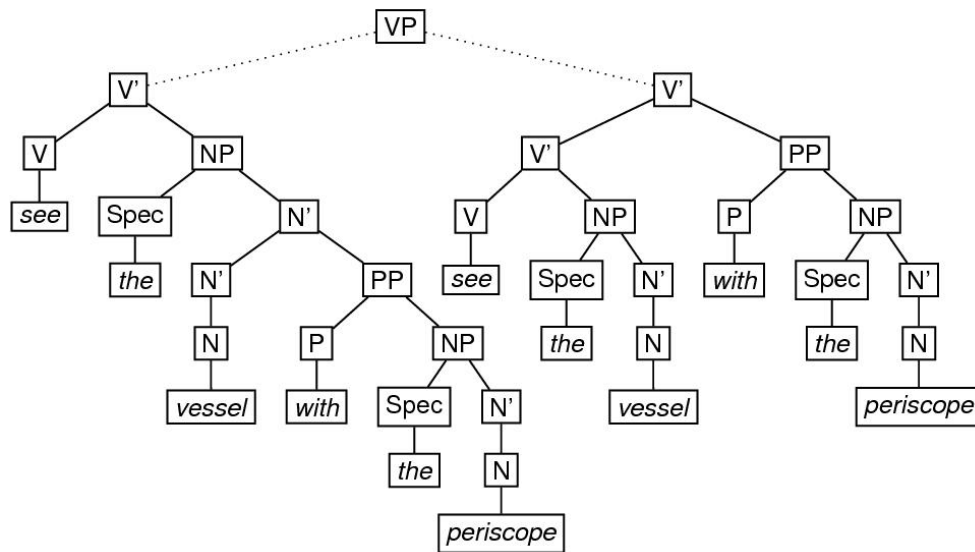 VP
V' V'
V NP V' PP
see Spec N' V NP P NP
the N' PP see Spec N' with Spec N'
N P NP the N the N
vessel with Spec N' vessel periscope
the N
periscope